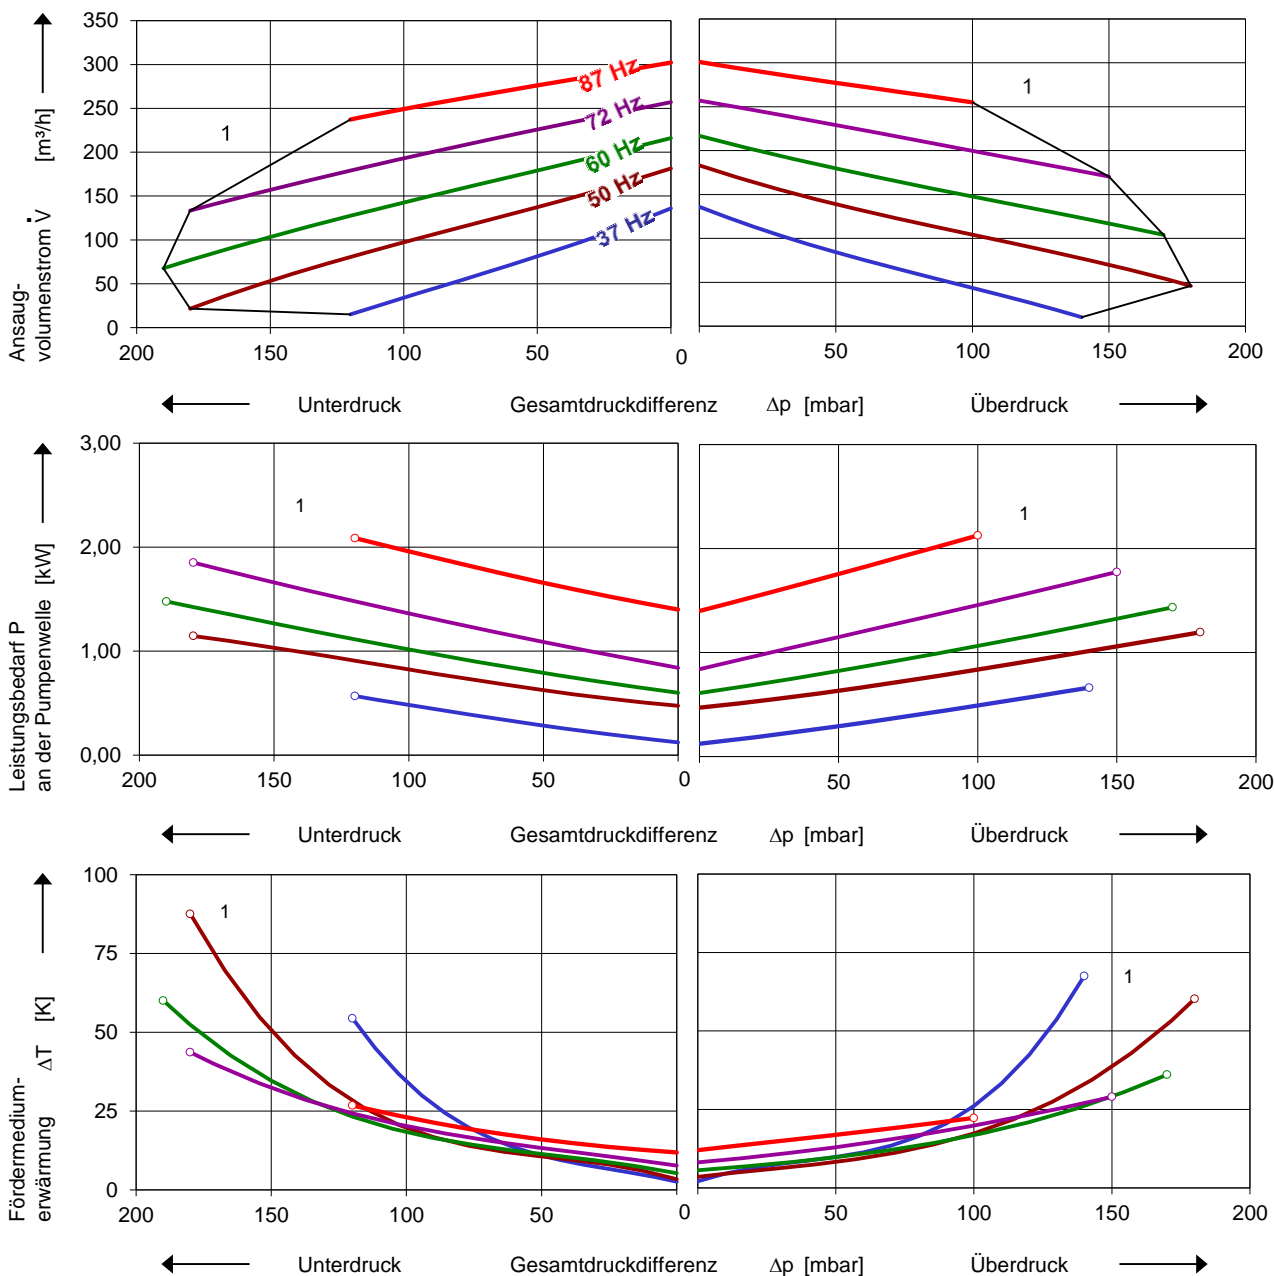 350
300
250
200
150
100
50
0
[m³/h]
Ansaug-
volumenstrom V̇
1
87 Hz
72 Hz
60 Hz
50 Hz
37 Hz
1
200 150 100 50 0 50 100 150 200
Unterdruck Gesamtdruckdifferenz Δp [mbar] Überdruck
3,00
2,00
1,00
0,00
Leistungsbedarf P
an der Pumpenwelle [kW]
1
1
200 150 100 50 0 50 100 150 200
Unterdruck Gesamtdruckdifferenz Δp [mbar] Überdruck
100
75
50
25
0
Fördermedium-
erwärmung ΔT [K]
1
1
200 150 100 50 0 50 100 150 200
Unterdruck Gesamtdruckdifferenz Δp [mbar] Überdruck